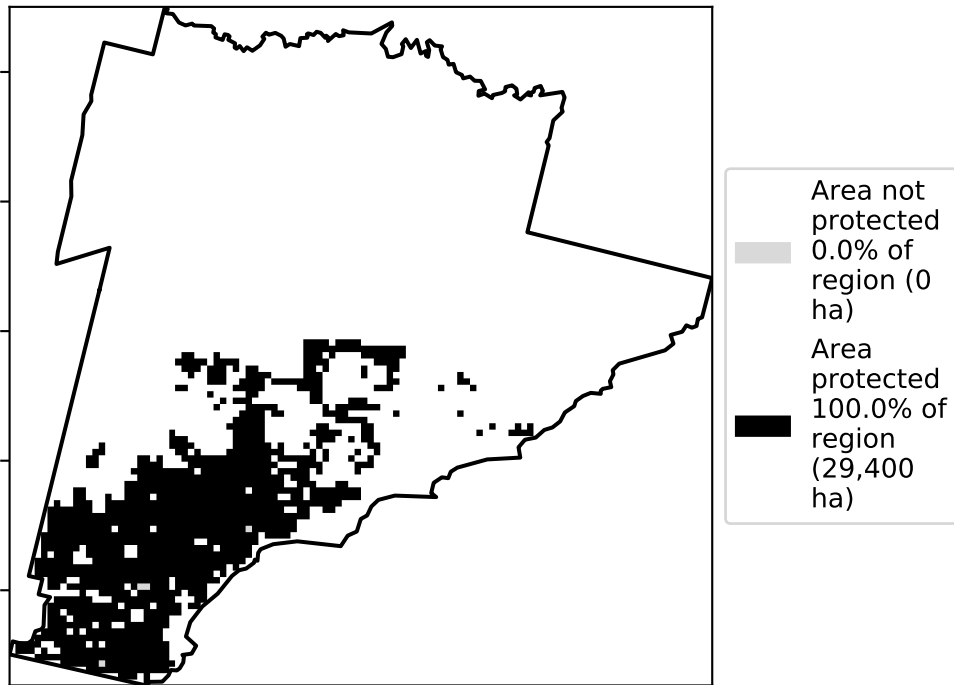 Area not
protected
0.0% of
region (0
ha)
Area
protected
100.0% of
region
(29,400
ha)